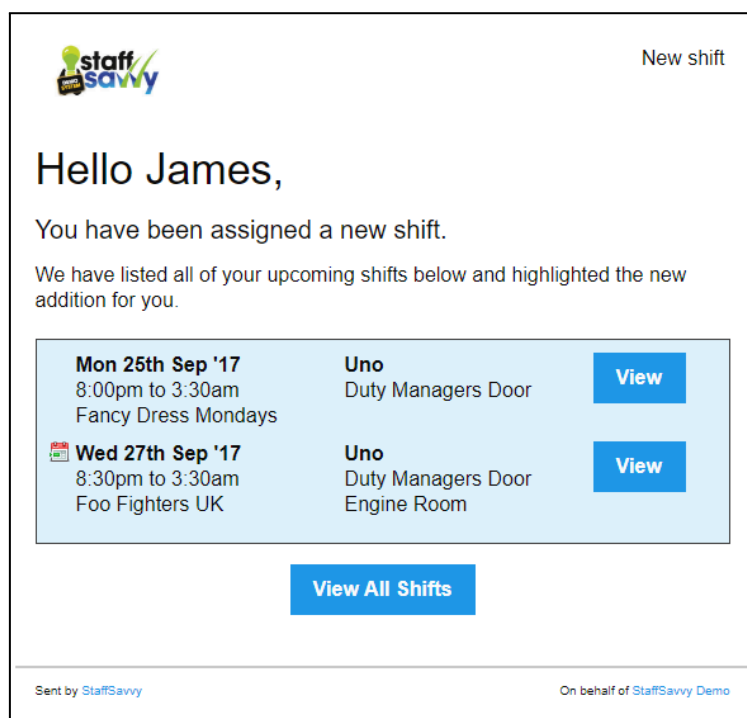 staff
savvy
New shift
Hello James,
You have been assigned a new shift.
We have listed all of your upcoming shifts below and highlighted the new
addition for you.
Mon 25th Sep '17
8:00pm to 3:30am
Fancy Dress Mondays
Uno
Duty Managers Door
View
Wed 27th Sep '17
8:30pm to 3:30am
Foo Fighters UK
Uno
Duty Managers Door
Engine Room
View
View All Shifts
Sent by StaffSavvy
On behalf of StaffSavvy Demo